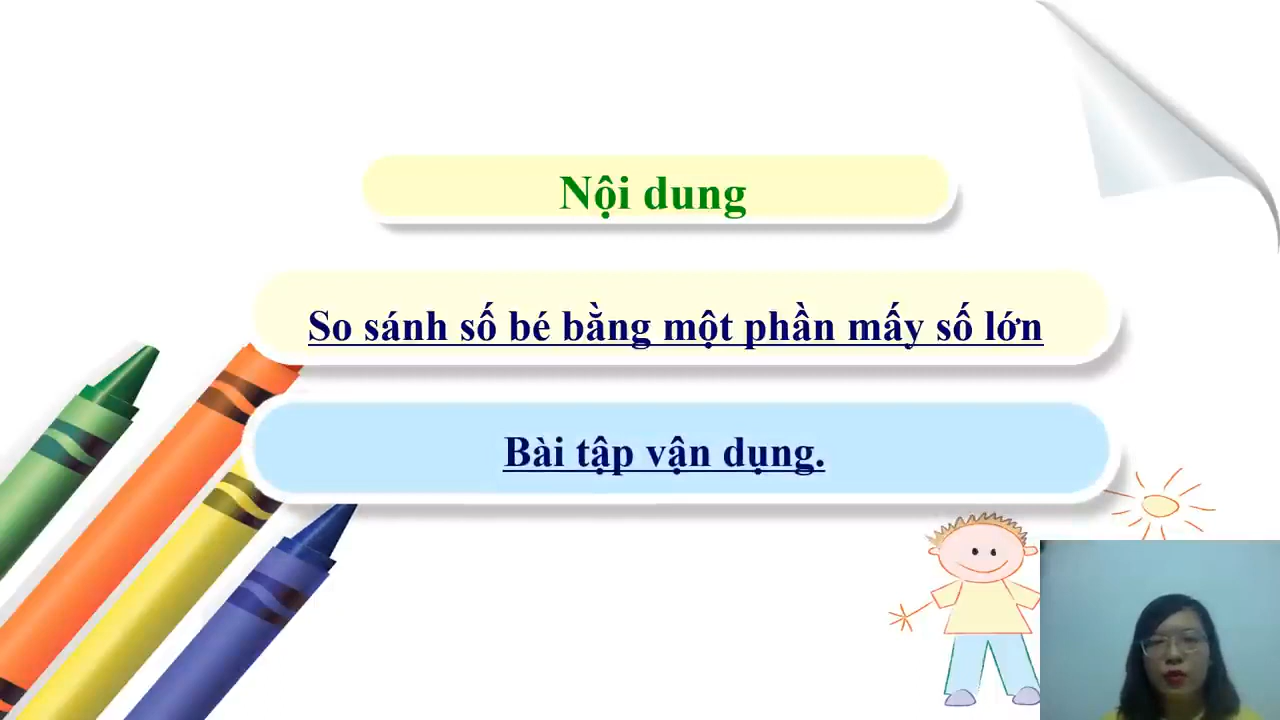 Nội dung
So sánh số bé bằng một phần mấy số lớn
Bài tập vận dụng.